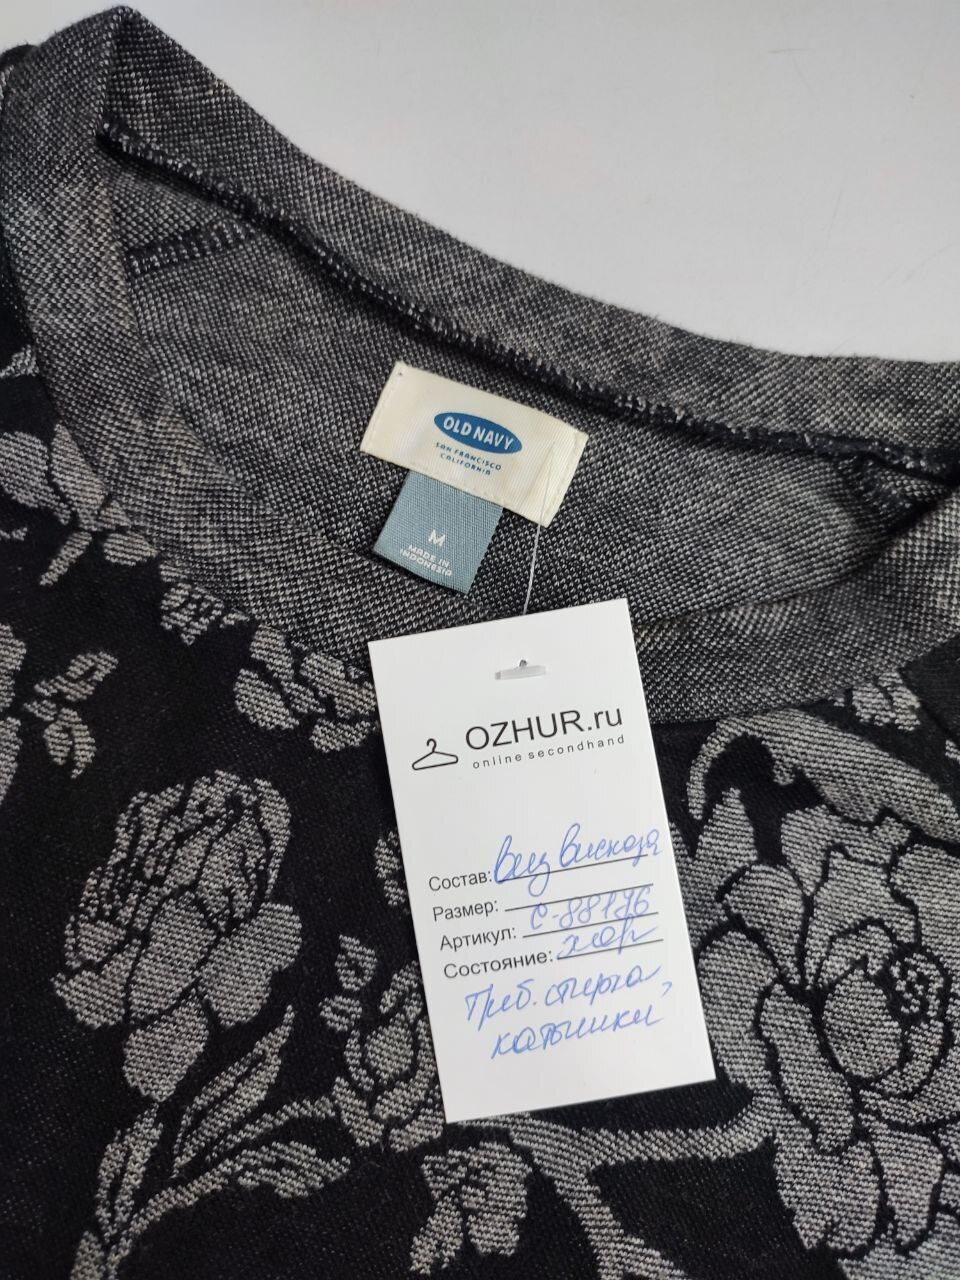 OLD NAVY
SAN FRANCISCO
CALIFORNIA
M
MADE IN
INDONESIA
OZHUR.ru
online secondhand
Состав: вид вискоза
Размер:
Артикул: С-88176
Состояние: хор
Треб. стирка,
катышки